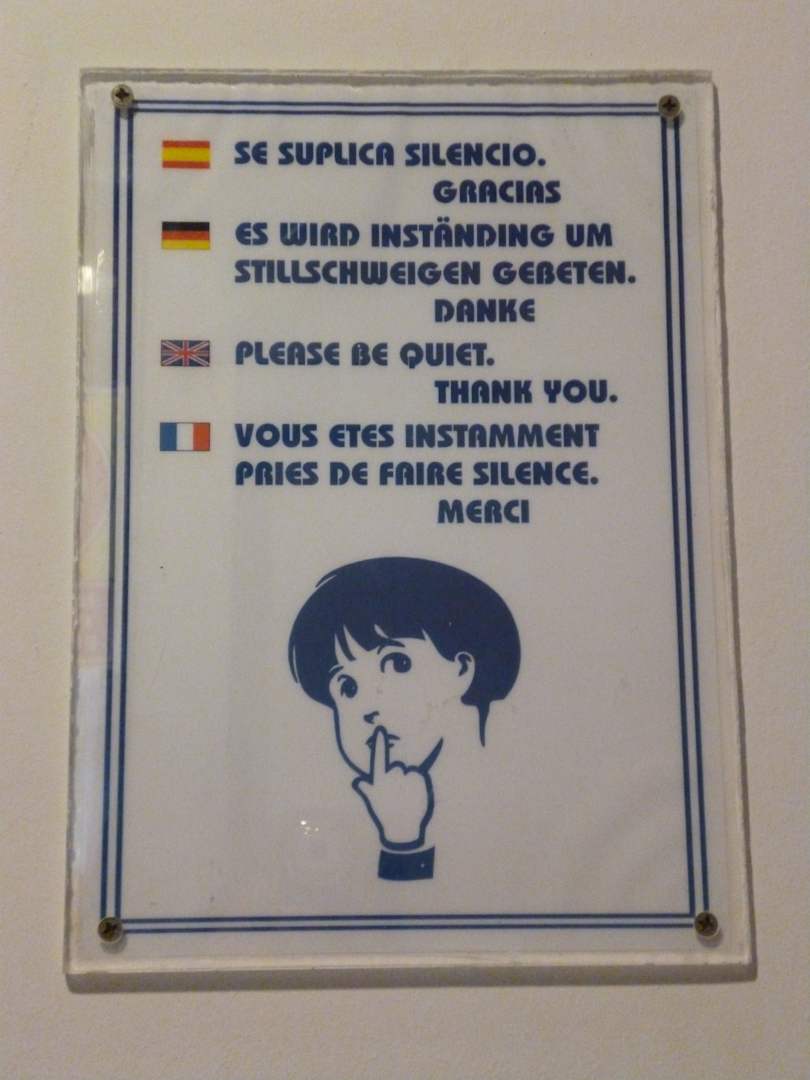 SE SUPLICA SILENCIO.
GRACIAS
ES WIRD INSTÄNDING UM
STILLSCHWEIGEN GEBETEN.
DANKE
PLEASE BE QUIET.
THANK YOU.
VOUS ETES INSTAMMENT
PRIES DE FAIRE SILENCE.
MERCI